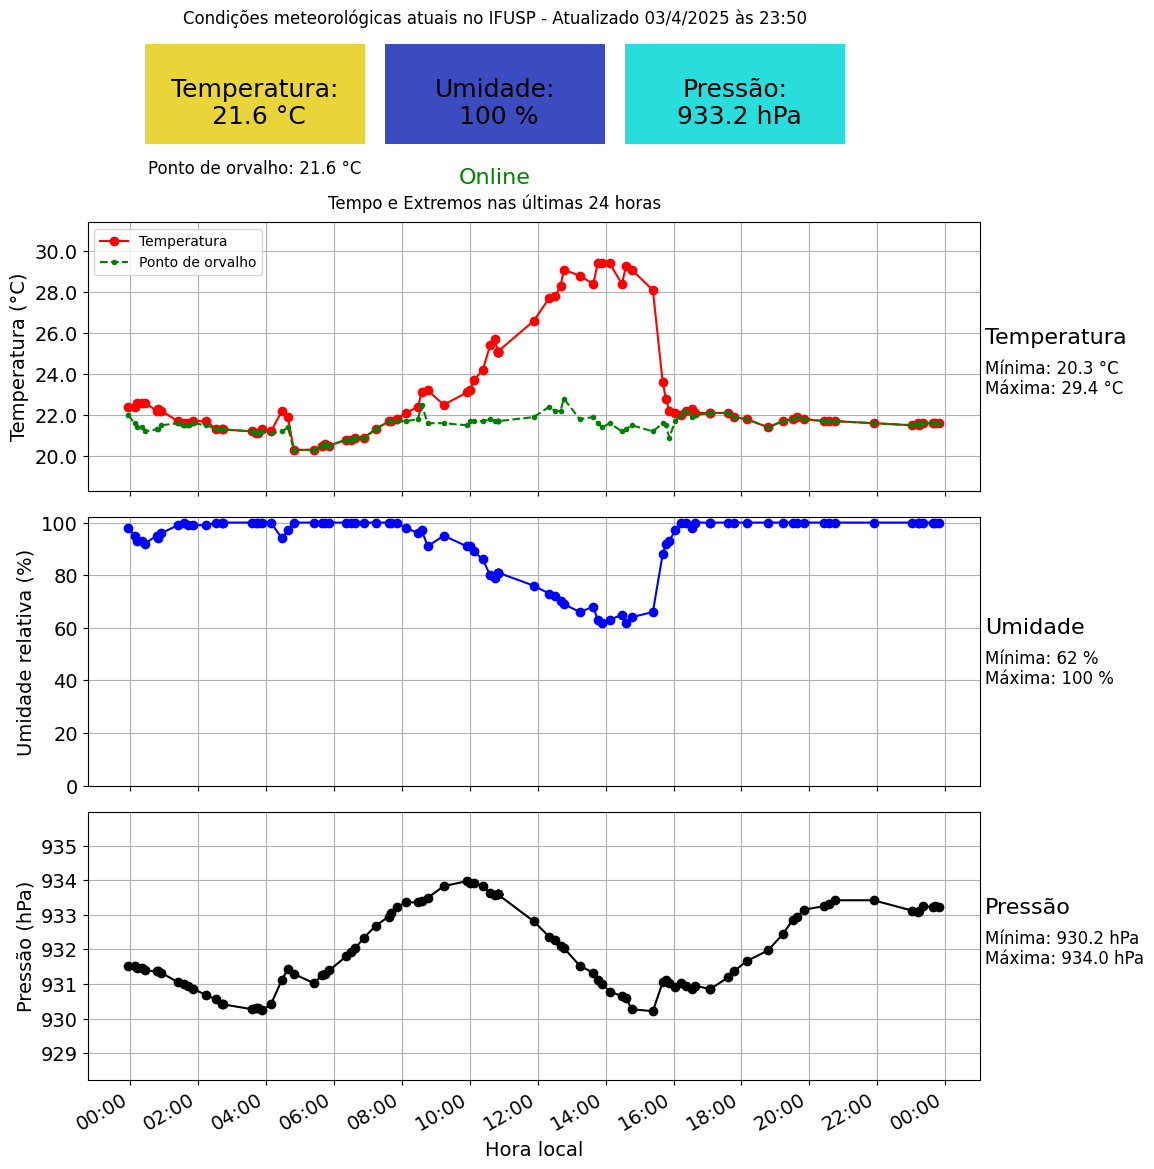 Condições meteorológicas atuais no IFUSP - Atualizado 03/4/2025 às 23:50
Temperatura:
21.6 °C
Umidade:
100 %
Pressão:
933.2 hPa
Ponto de orvalho: 21.6 °C
Online
Tempo e Extremos nas últimas 24 horas
Temperatura
Ponto de orvalho
Temperatura (°C)
30.0
28.0
26.0
24.0
22.0
20.0
Temperatura
Mínima: 20.3 °C
Máxima: 29.4 °C
Umidade relativa (%)
100
80
60
40
20
0
Umidade
Mínima: 62 %
Máxima: 100 %
Pressão (hPa)
935
934
933
932
931
930
929
Pressão
Mínima: 930.2 hPa
Máxima: 934.0 hPa
00:00 02:00 04:00 06:00 08:00 10:00 12:00 14:00 16:00 18:00 20:00 22:00 00:00
Hora local